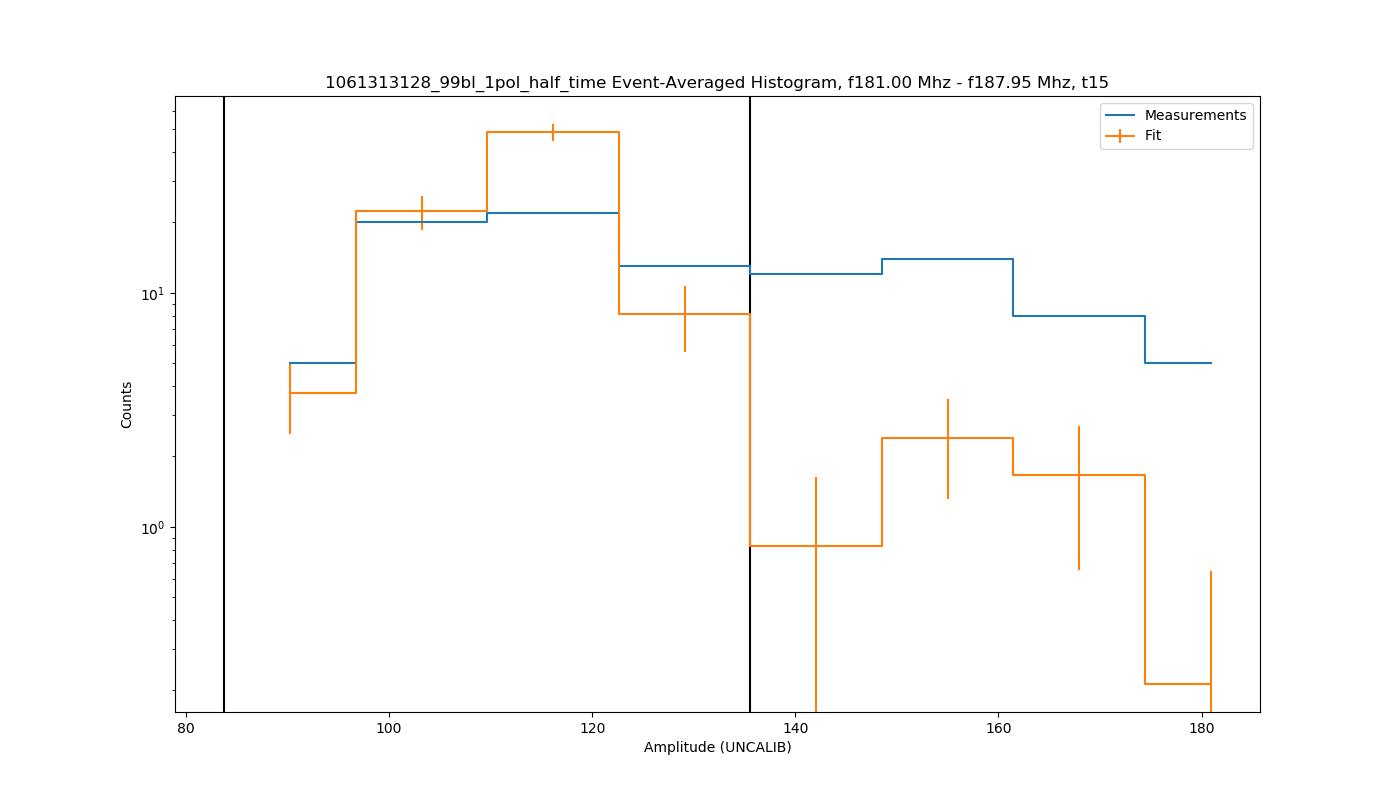 1061313128_99bl_1pol_half_time Event-Averaged Histogram, f181.00 Mhz - f187.95 Mhz, t15
Measurements
Fit
10¹
10⁰
Counts
80 100 120 140 160 180
Amplitude (UNCALIB)